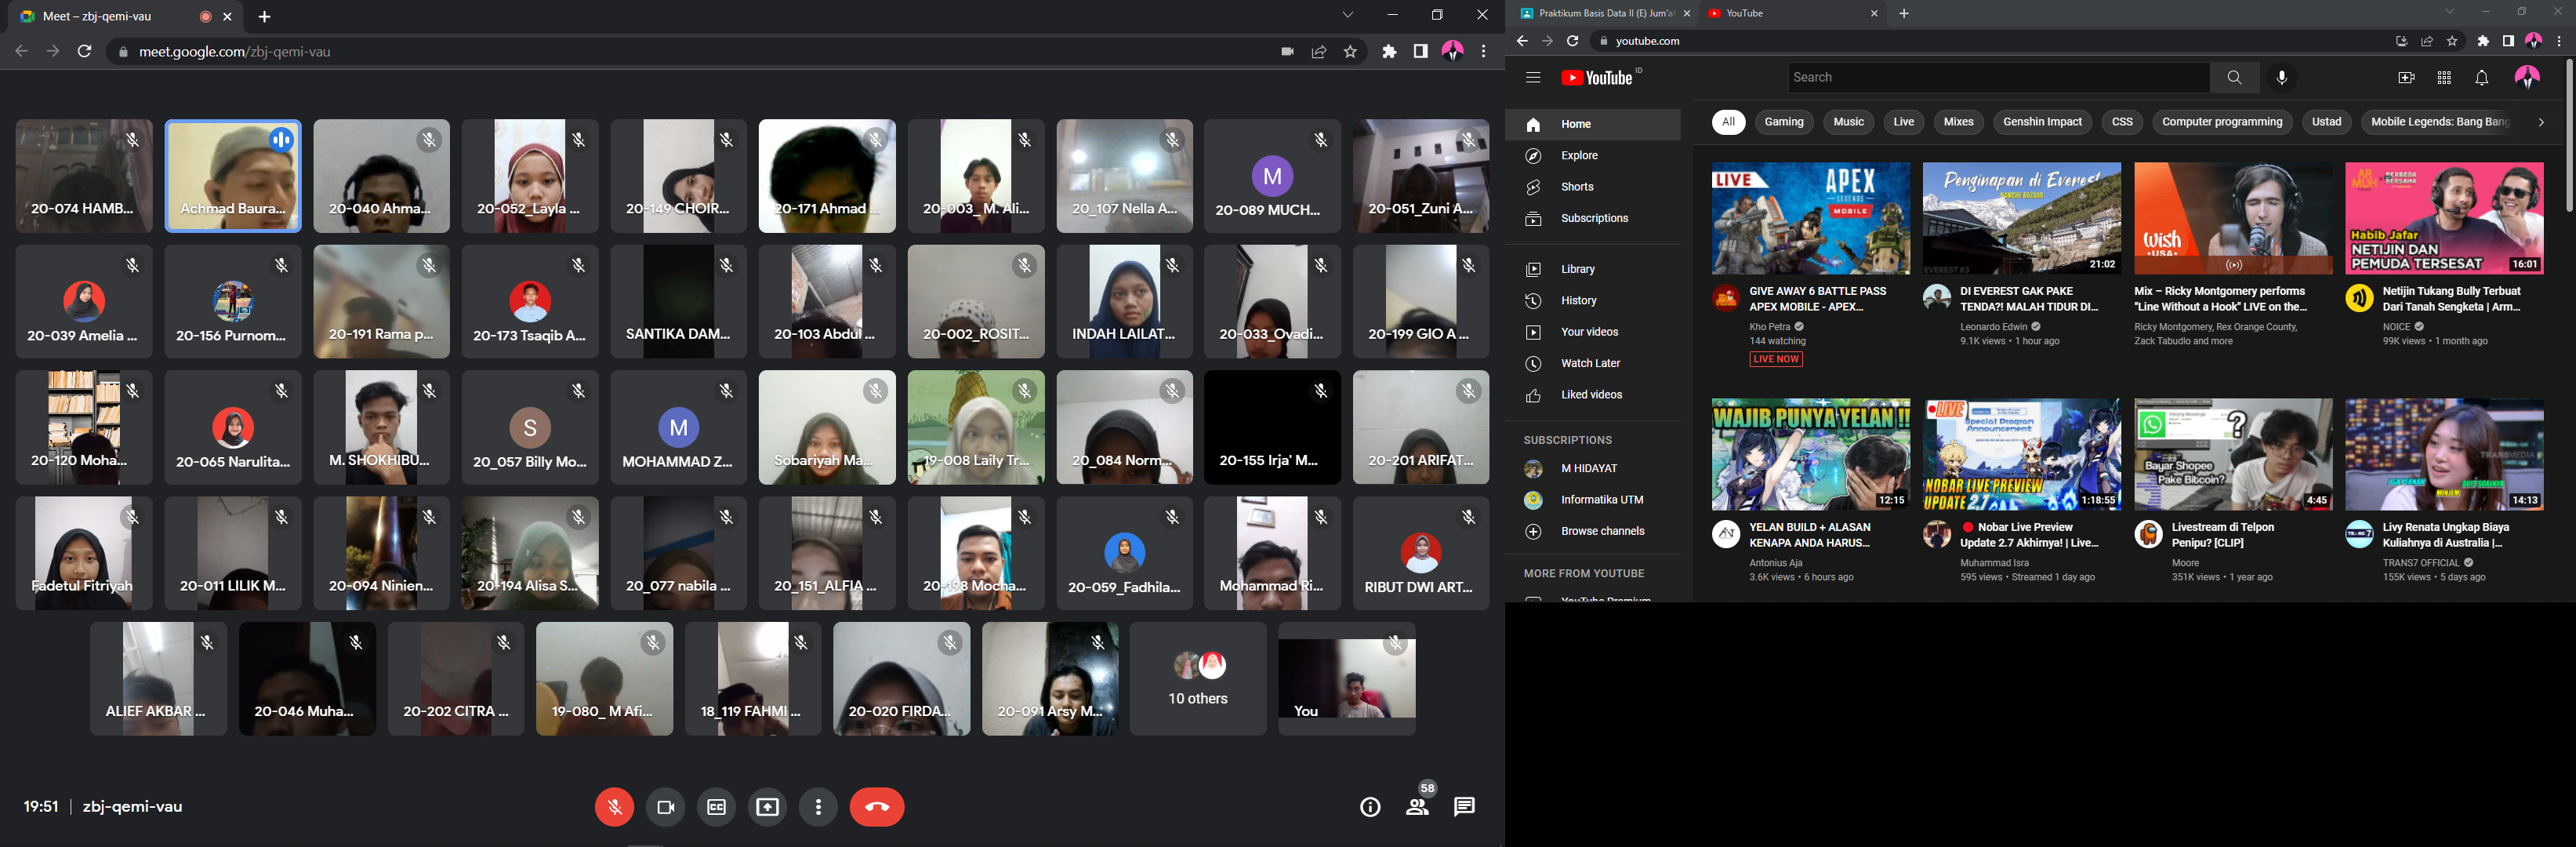 Meet – zbj-qemi-vau
meet.google.com/zbj-qemi-vau
20-074 HAMB...
Achmad Baura...
20-040 Ahma...
20-052_Layla ...
20-149 CHOIR...
20-171 Ahmad ...
20-003_ M. Ali...
20_107 Nella A...
M
20-089 MUCH...
20-051_Zuni A...
20-039 Amelia ...
20-156 Purnom...
20-191 Rama p...
20-173 Tsaqib A...
SANTIKA DAM...
20-103 Abdul ...
20-002_ROSIT...
INDAH LAILAT...
20-033_Ovadi...
20-199 GIO A ...
20-120 Moha...
20-065 Narulita...
M. SHOKHIBU...
S
20_057 Billy Mo...
M
MOHAMMAD Z...
Sobariyah Ma...
19-008 Laily Tr...
20_084 Norm...
20-155 Irja' M...
20-201 ARIFAT...
Fadetul Fitriyah
20-011 LILIK M...
20-094 Ninien...
20-194 Alisa S...
20_077 nabila ...
20_151_ALFIA ...
20-198 Mocha...
20-059_Fadhila...
Mohammad Ri...
RIBUT DWI ART...
ALIEF AKBAR ...
20-046 Muha...
20-202 CITRA ...
19-080_ M Afi...
18_119 FAHMI ...
20-020 FIRDA...
20-091 Arsy M...
10 others
You
19:51 | zbj-qemi-vau
CC
58
Praktikum Basis Data II (E) Jum'at
YouTube
youtube.com
YouTube ID
Search
Home
Explore
Shorts
Subscriptions
Library
History
Your videos
Watch Later
Liked videos
SUBSCRIPTIONS
M HIDAYAT
Informatika UTM
Browse channels
MORE FROM YOUTUBE
YouTube Premium
All
Gaming
Music
Live
Mixes
Genshin Impact
CSS
Computer programming
Ustad
Mobile Legends: Bang Bang
LIVE
APEX
LEGENDS
MOBILE
GIVE AWAY 6 BATTLE PASS
APEX MOBILE - APEX...
Kho Petra
144 watching
LIVE NOW
Penginapan di Everest
NAMCHE BAZAAR
EVEREST #3
21:02
DI EVEREST GAK PAKE
TENDA?! MALAH TIDUR DI...
Leonardo Edwin
9.1K views • 1 hour ago
wish
•USA•
Mix – Ricky Montgomery performs
"Line Without a Hook" LIVE on the...
Ricky Montgomery, Rex Orange County,
Zack Tabudlo and more
AR
MUH
BERBEDA
BERSAMA
Habib Jafar
NETIJIN DAN
PEMUDA TERSESAT
16:01
Netijin Tukang Bully Terbuat
Dari Tanah Sengketa | Arm...
NOICE
99K views • 1 month ago
WAJIB PUNYA YELAN !!
12:15
YELAN BUILD + ALASAN
KENAPA ANDA HARUS...
Antonius Aja
3.6K views • 6 hours ago
LIVE
Special Program
Announcement
NOBAR LIVE PREVIEW
UPDATE 2.7
1:18:55
Nobar Live Preview
Update 2.7 Akhirnya! | Live...
Muhammad Isra
595 views • Streamed 1 day ago
?
Bayar Shopee
Pake Bitcoin?
4:45
Livestream di Telpon
Penipu? [CLIP]
Moore
351K views • 1 year ago
TRANSMEDIA
MINJEM
14:13
Livy Renata Ungkap Biaya
Kuliahnya di Australia |...
TRANS7 OFFICIAL
155K views • 5 days ago